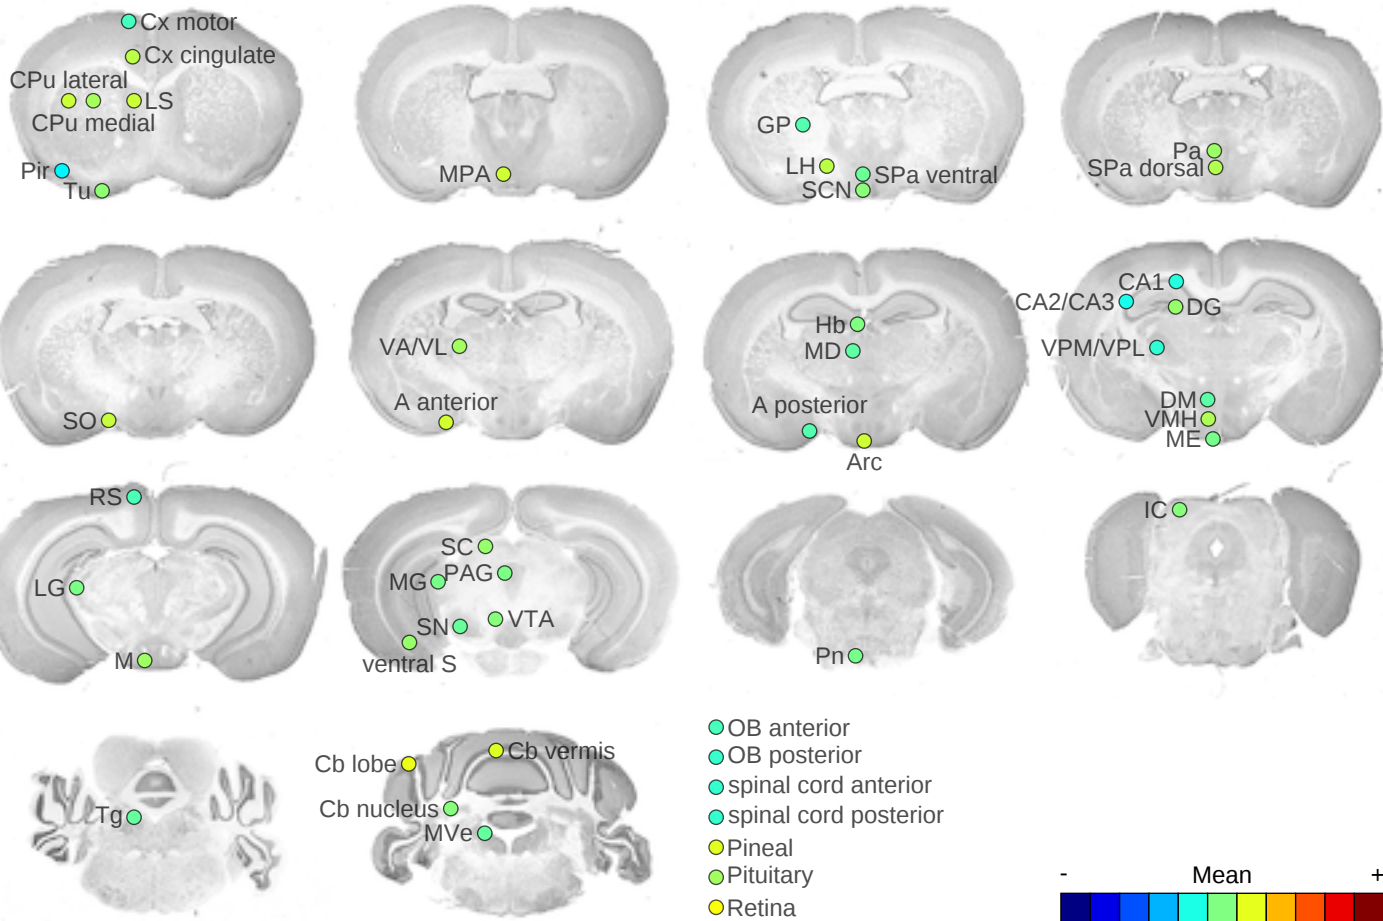 Cx motor
Cx cingulate
CPu lateral
LS
CPu medial
Pir
Tu
MPA
GP
LH
SPa ventral
SCN
Pa
SPa dorsal
SO
VA/VL
A anterior
Hb
MD
A posterior
Arc
CA1
CA2/CA3
DG
VPM/VPL
DM
VMH
ME
RS
LG
M
SC
MG
PAG
SN
VTA
ventral S
Pn
IC
Tg
Cb lobe
Cb vermis
Cb nucleus
MVe
OB anterior
OB posterior
spinal cord anterior
spinal cord posterior
Pineal
Pituitary
Retina
- Mean +